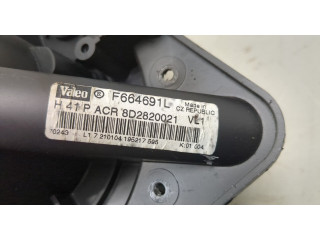 Valeo F664691L Made in
CZ REPUBLIC
H 41 P ACR 8D2820021 VL1
0243 L1 7 210104 195217 595 K 01 004